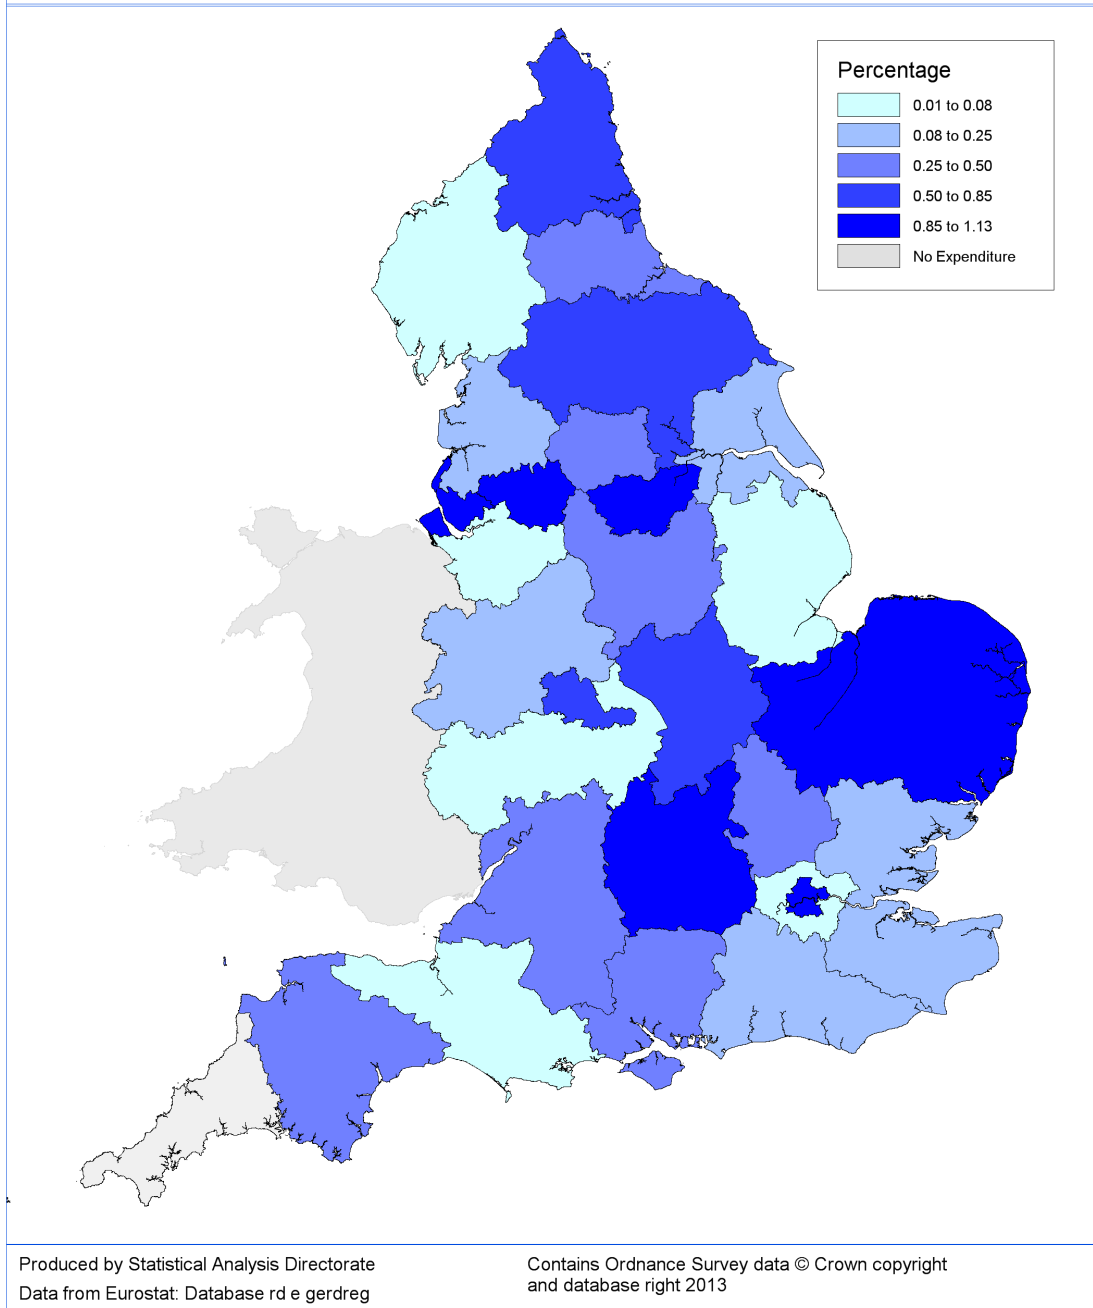 Percentage
0.01 to 0.08
0.08 to 0.25
0.25 to 0.50
0.50 to 0.85
0.85 to 1.13
No Expenditure
Produced by Statistical Analysis Directorate
Data from Eurostat: Database rd e gerdreg
Contains Ordnance Survey data © Crown copyright
and database right 2013